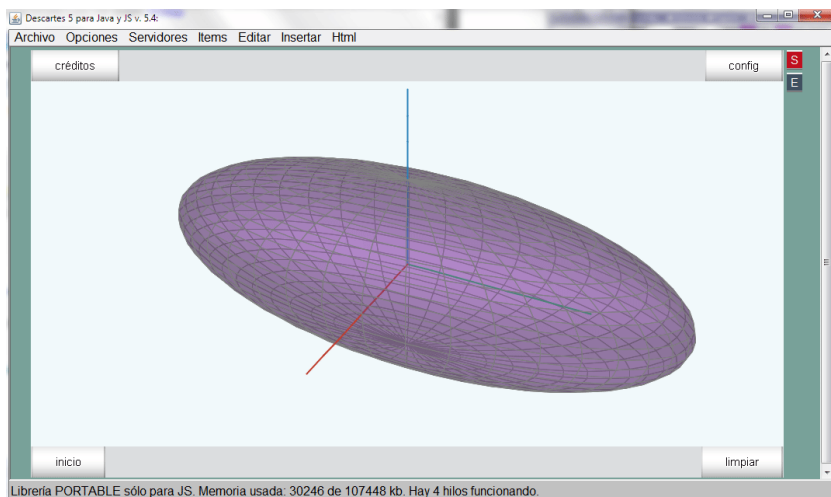 Descartes 5 para Java y JS v. 5.4:
Archivo Opciones Servidores Items Editar Insertar Html
créditos
config
S
E
inicio
limpiar
Librería PORTABLE sólo para JS. Memoria usada: 30246 de 107448 kb. Hay 4 hilos funcionando.